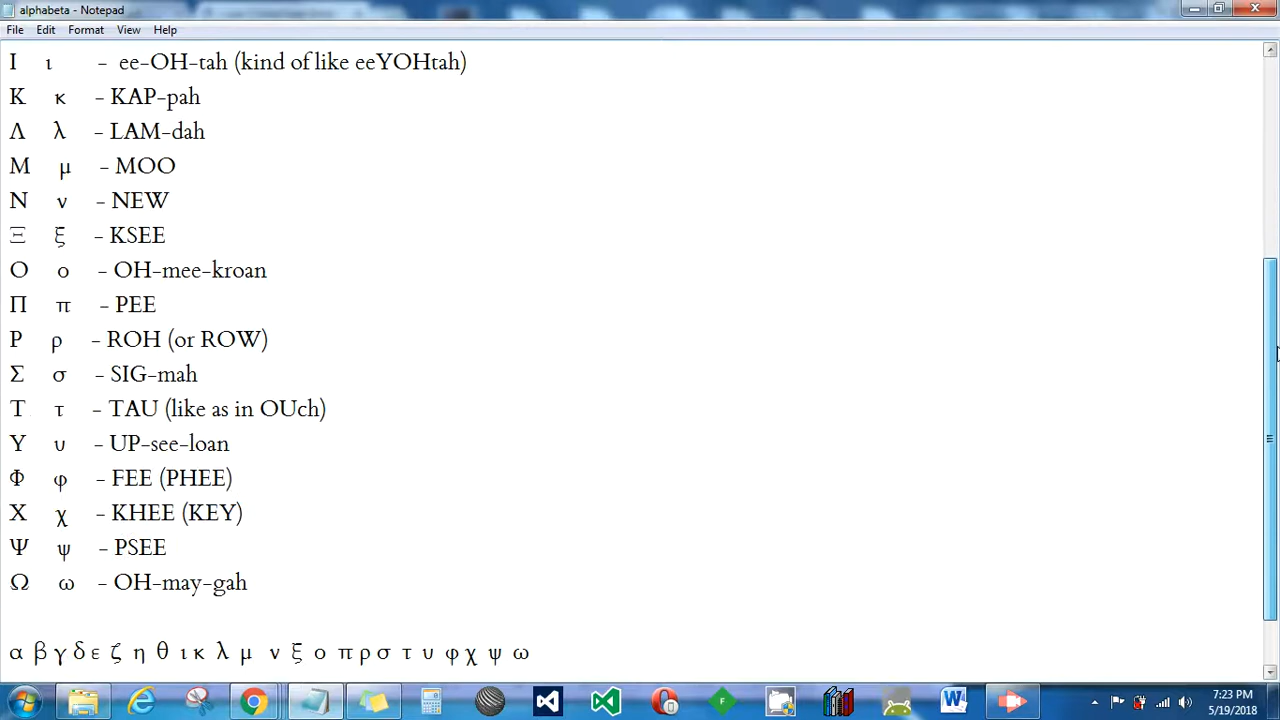 alphabeta - Notepad
File Edit Format View Help
Ι ι - ee-OH-tah (kind of like eeYOHtah)
Κ κ - KAP-pah
Λ λ - LAM-dah
Μ μ - MOO
Ν ν - NEW
Ξ ξ - KSEE
Ο ο - OH-mee-kroan
Π π - PEE
Ρ ρ - ROH (or ROW)
Σ σ - SIG-mah
Τ τ - TAU (like as in OUch)
Υ υ - UP-see-loan
Φ φ - FEE (PHEE)
Χ χ - KHEE (KEY)
Ψ ψ - PSEE
Ω ω - OH-may-gah
α β γ δ ε ζ η θ ι κ λ μ ν ξ ο π ρ σ τ υ φ χ ψ ω
7:23 PM
5/19/2018